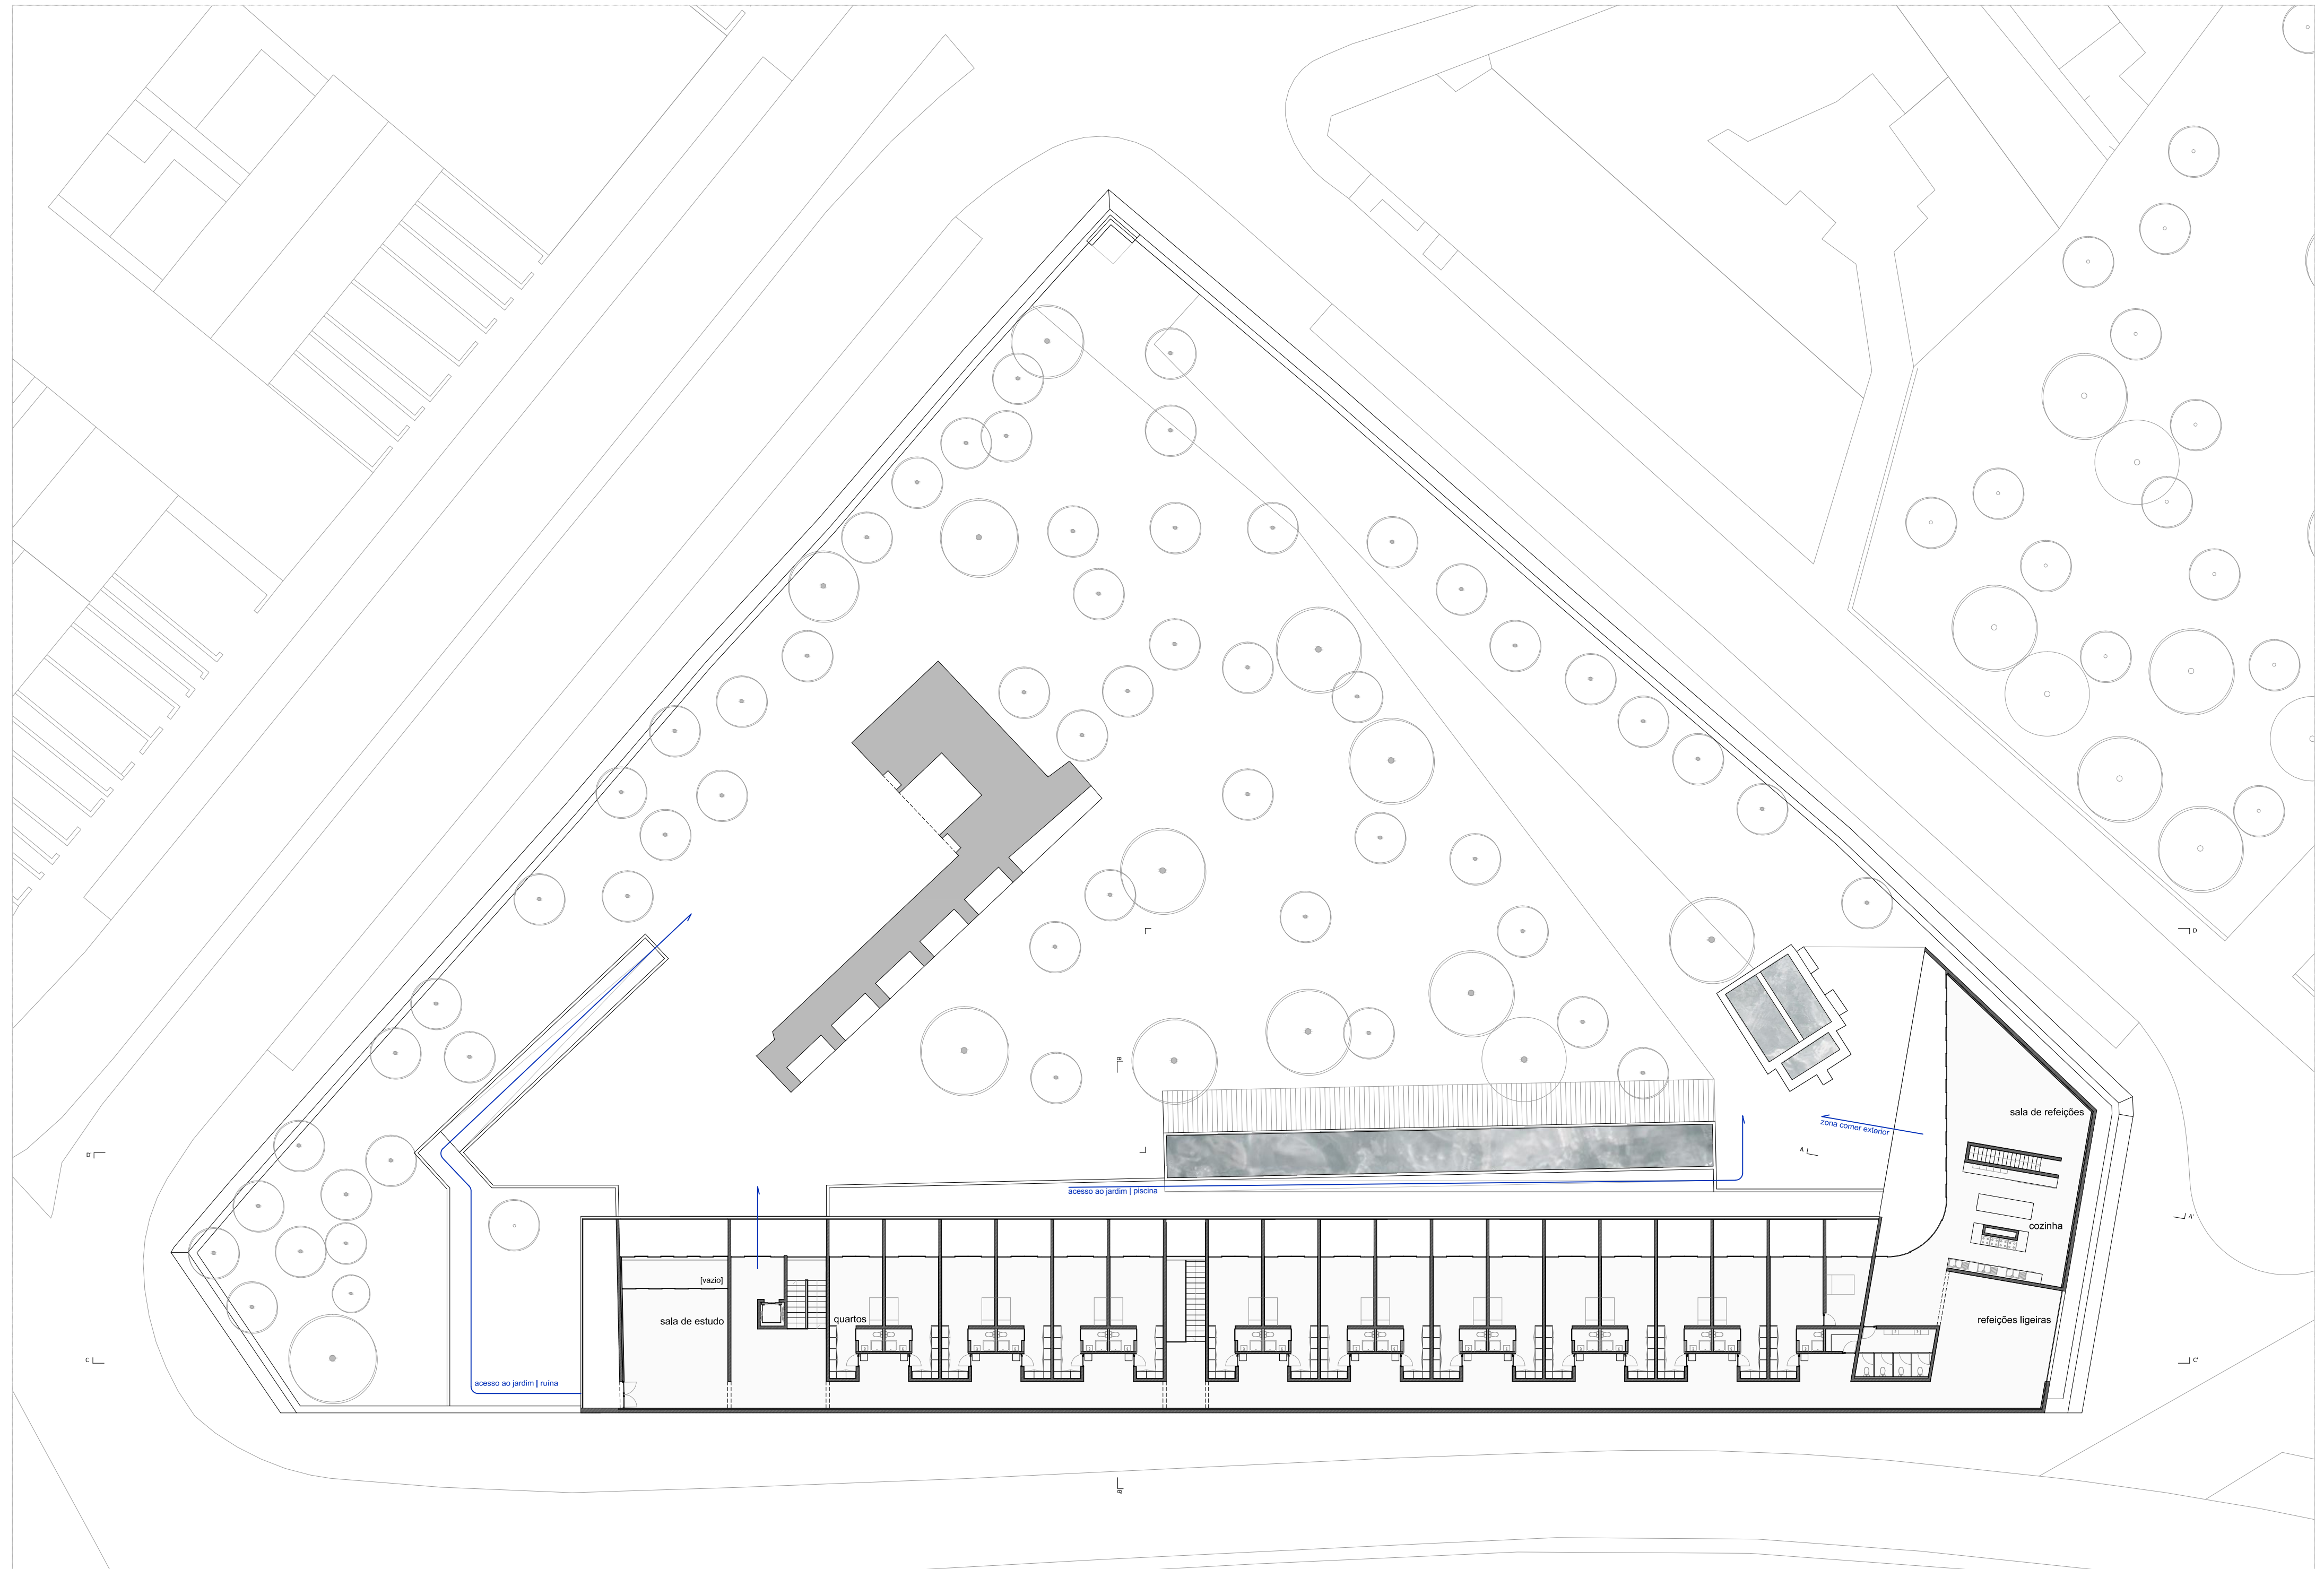 D
sala de refeições
zona comer exterior
A
B'
D'
acesso ao jardim | piscina
A'
cozinha
[vazio]
sala de estudo
quartos
refeições ligeiras
C
C'
acesso ao jardim | ruína